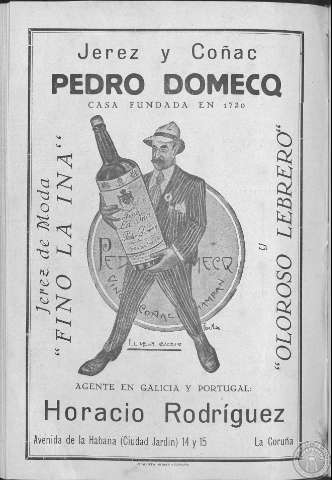 Jerez y Coñac
PEDRO DOMECQ
CASA FUNDADA EN 1730
Jerez de Moda
"FINO LA INA"
y
"OLOROSO LEBRERO"
PEDRO DOMECQ
COÑAC
AGENTE EN GALICIA Y PORTUGAL:
Horacio Rodríguez
Avenida de la Habana (Ciudad Jardín) 14 y 15 La Coruña